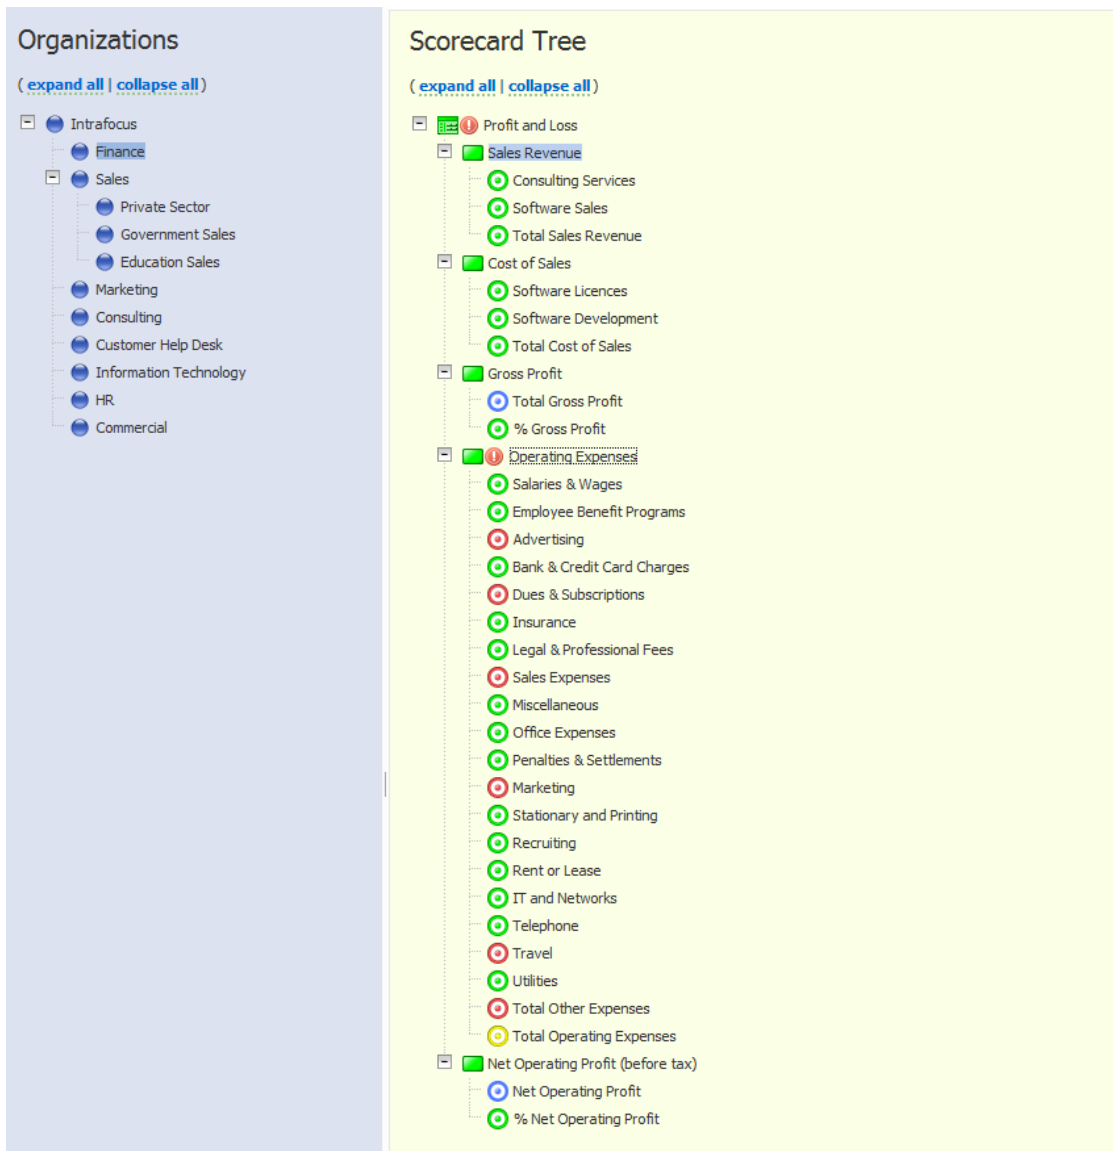 Organizations
( expand all | collapse all )
Intrafocus
Finance
Sales
Private Sector
Government Sales
Education Sales
Marketing
Consulting
Customer Help Desk
Information Technology
HR
Commercial
Scorecard Tree
( expand all | collapse all )
Profit and Loss
Sales Revenue
Consulting Services
Software Sales
Total Sales Revenue
Cost of Sales
Software Licences
Software Development
Total Cost of Sales
Gross Profit
Total Gross Profit
% Gross Profit
Operating Expenses
Salaries & Wages
Employee Benefit Programs
Advertising
Bank & Credit Card Charges
Dues & Subscriptions
Insurance
Legal & Professional Fees
Sales Expenses
Miscellaneous
Office Expenses
Penalties & Settlements
Marketing
Stationary and Printing
Recruiting
Rent or Lease
IT and Networks
Telephone
Travel
Utilities
Total Other Expenses
Total Operating Expenses
Net Operating Profit (before tax)
Net Operating Profit
% Net Operating Profit